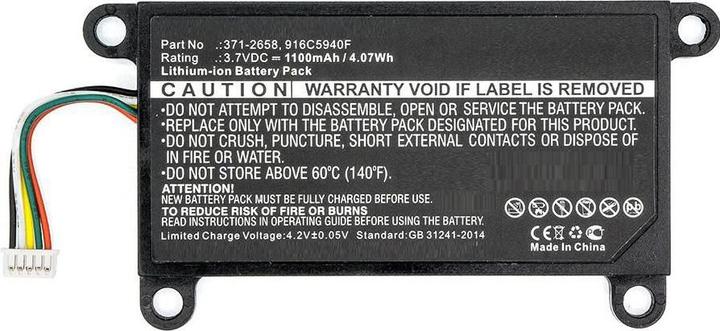 Part No :371-2658, 916C5940F
Rating : 3.7VDC = 1100mAh / 4.07Wh
Lithium-ion Battery Pack
CAUTION WARRANTY VOID IF LABEL IS REMOVED
•DO NOT ATTEMPT TO DISASSEMBLE, OPEN OR SERVICE THE BATTERY PACK.
•REPLACE ONLY WITH THE BATTERY PACK DESIGNATED FOR THIS PRODUCT.
•DO NOT CRUSH, PUNCTURE, SHORT EXTERNAL CONTACTS OR DISPOSE OF
IN FIRE OR WATER.
•DO NOT STORE ABOVE 60°C (140°F).
ATTENTION!
NEW BATTERY PACK MUST BE FULLY CHARGED BEFORE USE.
TO REDUCE RISK OF FIRE OR BURNS
READ INSTRUCTIONS IN OPERATING GUIDE BEFORE USING BATTERY PACK.
Limited Charge Voltage:4.2V±0.05V Standard:GB 31241-2014
CE
Made In China